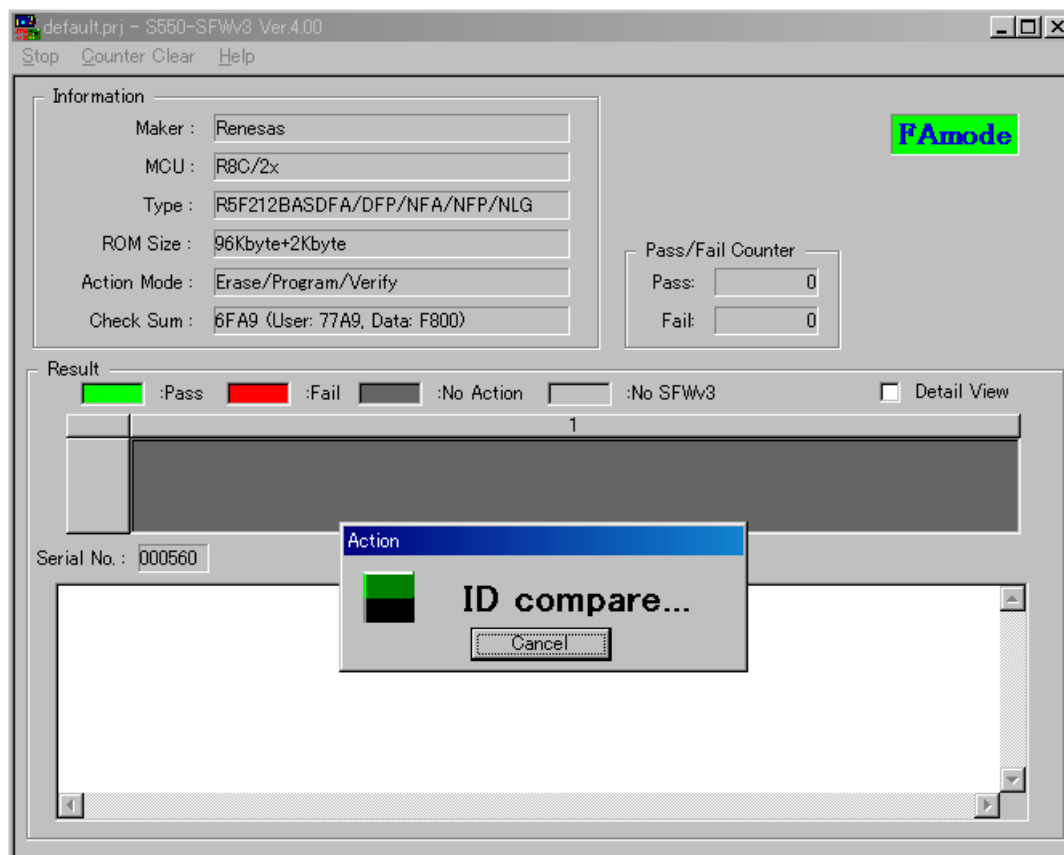 default.prj - S550-SFWv3 Ver.4.00
Stop Counter Clear Help
Information
Maker : Renesas
MCU : R8C/2x
Type : R5F212BASDFA/DFP/NFA/NFP/NLG
ROM Size : 96Kbyte+2Kbyte
Action Mode : Erase/Program/Verify
Check Sum : 6FA9 (User: 77A9, Data: F800)
FAmode
Pass/Fail Counter
Pass: 0
Fail: 0
Result
:Pass :Fail :No Action :No SFWv3 Detail View
1
Serial No. : 000560
Action
ID compare...
Cancel